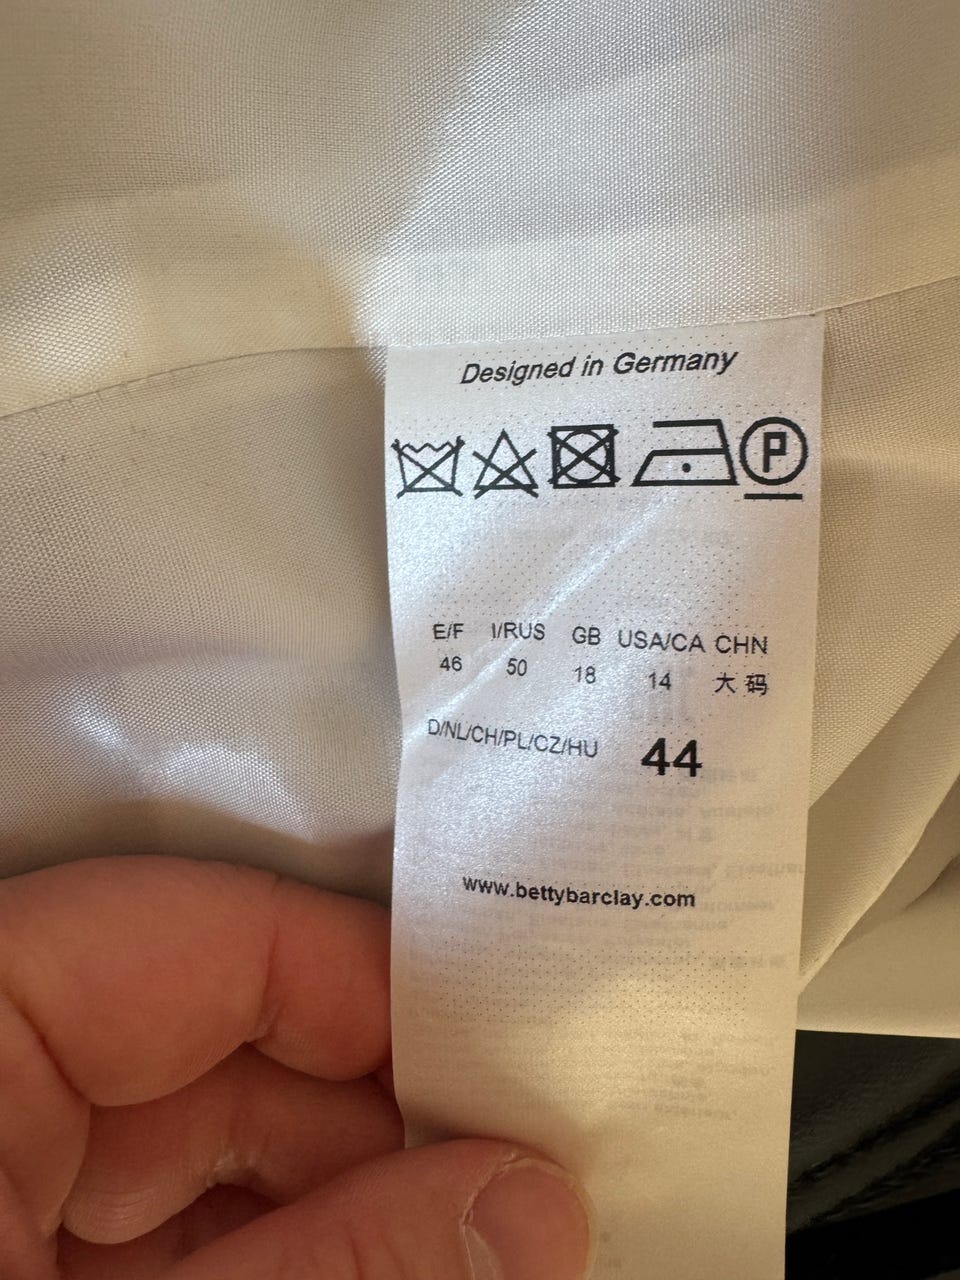 Designed in Germany
P
E/F I/RUS GB USA/CA CHN
46 50 18 14 大码
D/NL/CH/PL/CZ/HU 44
www.bettybarclay.com